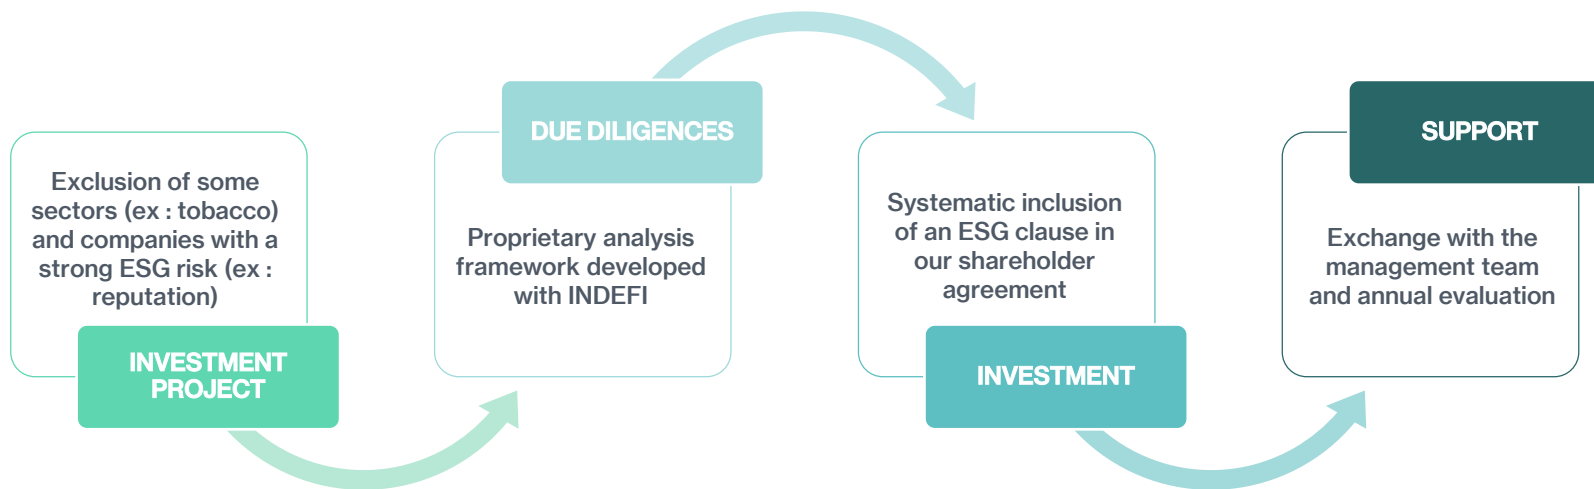 Exclusion of some
sectors (ex : tobacco)
and companies with a
strong ESG risk (ex :
reputation)
INVESTMENT
PROJECT
DUE DILIGENCES
Proprietary analysis
framework developed
with INDEFI
Systematic inclusion
of an ESG clause in
our shareholder
agreement
INVESTMENT
SUPPORT
Exchange with the
management team
and annual evaluation